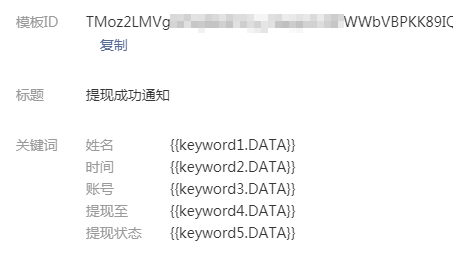 模板ID TMoz2LMVg WWbVBPKK89IQ
复制
标题 提现成功通知
关键词 姓名 {{keyword1.DATA}}
时间 {{keyword2.DATA}}
账号 {{keyword3.DATA}}
提现至 {{keyword4.DATA}}
提现状态 {{keyword5.DATA}}